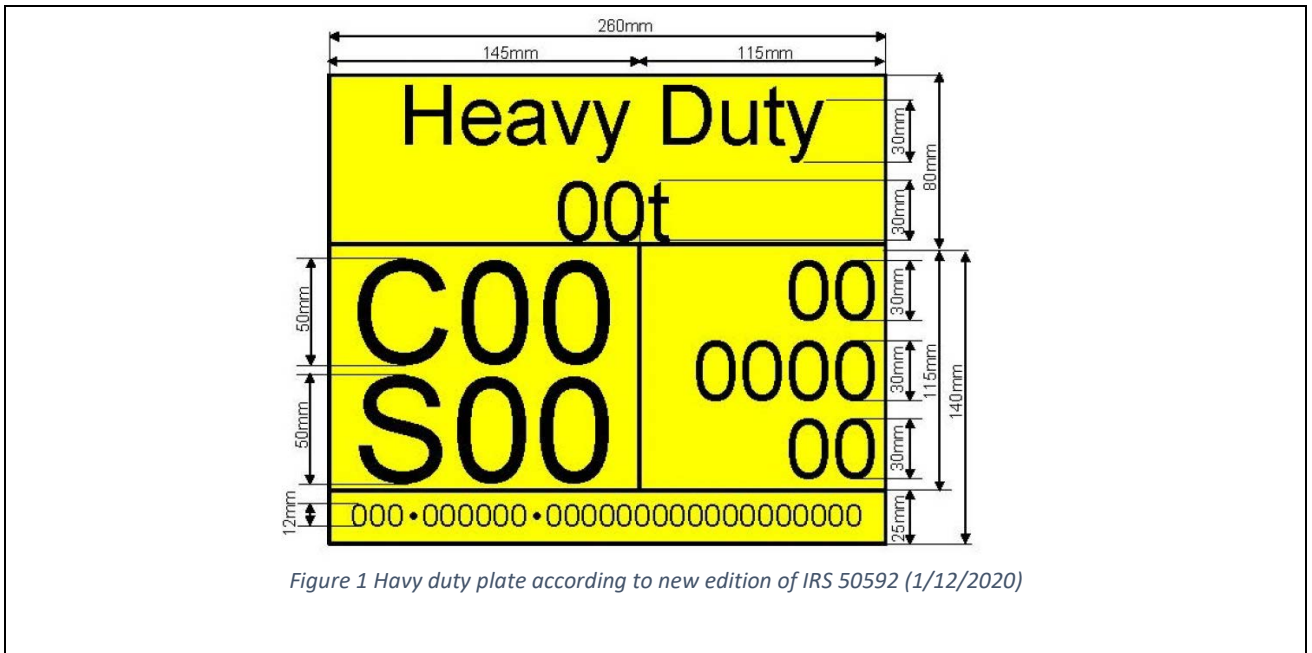 260mm
145mm 115mm
Heavy Duty
30mm
80mm
00t
30mm
C00
50mm
S00
50mm
00
30mm
0000
30mm
00
30mm
115mm
140mm
12mm
000•000000•000000000000000000
25mm
Figure 1 Havy duty plate according to new edition of IRS 50592 (1/12/2020)